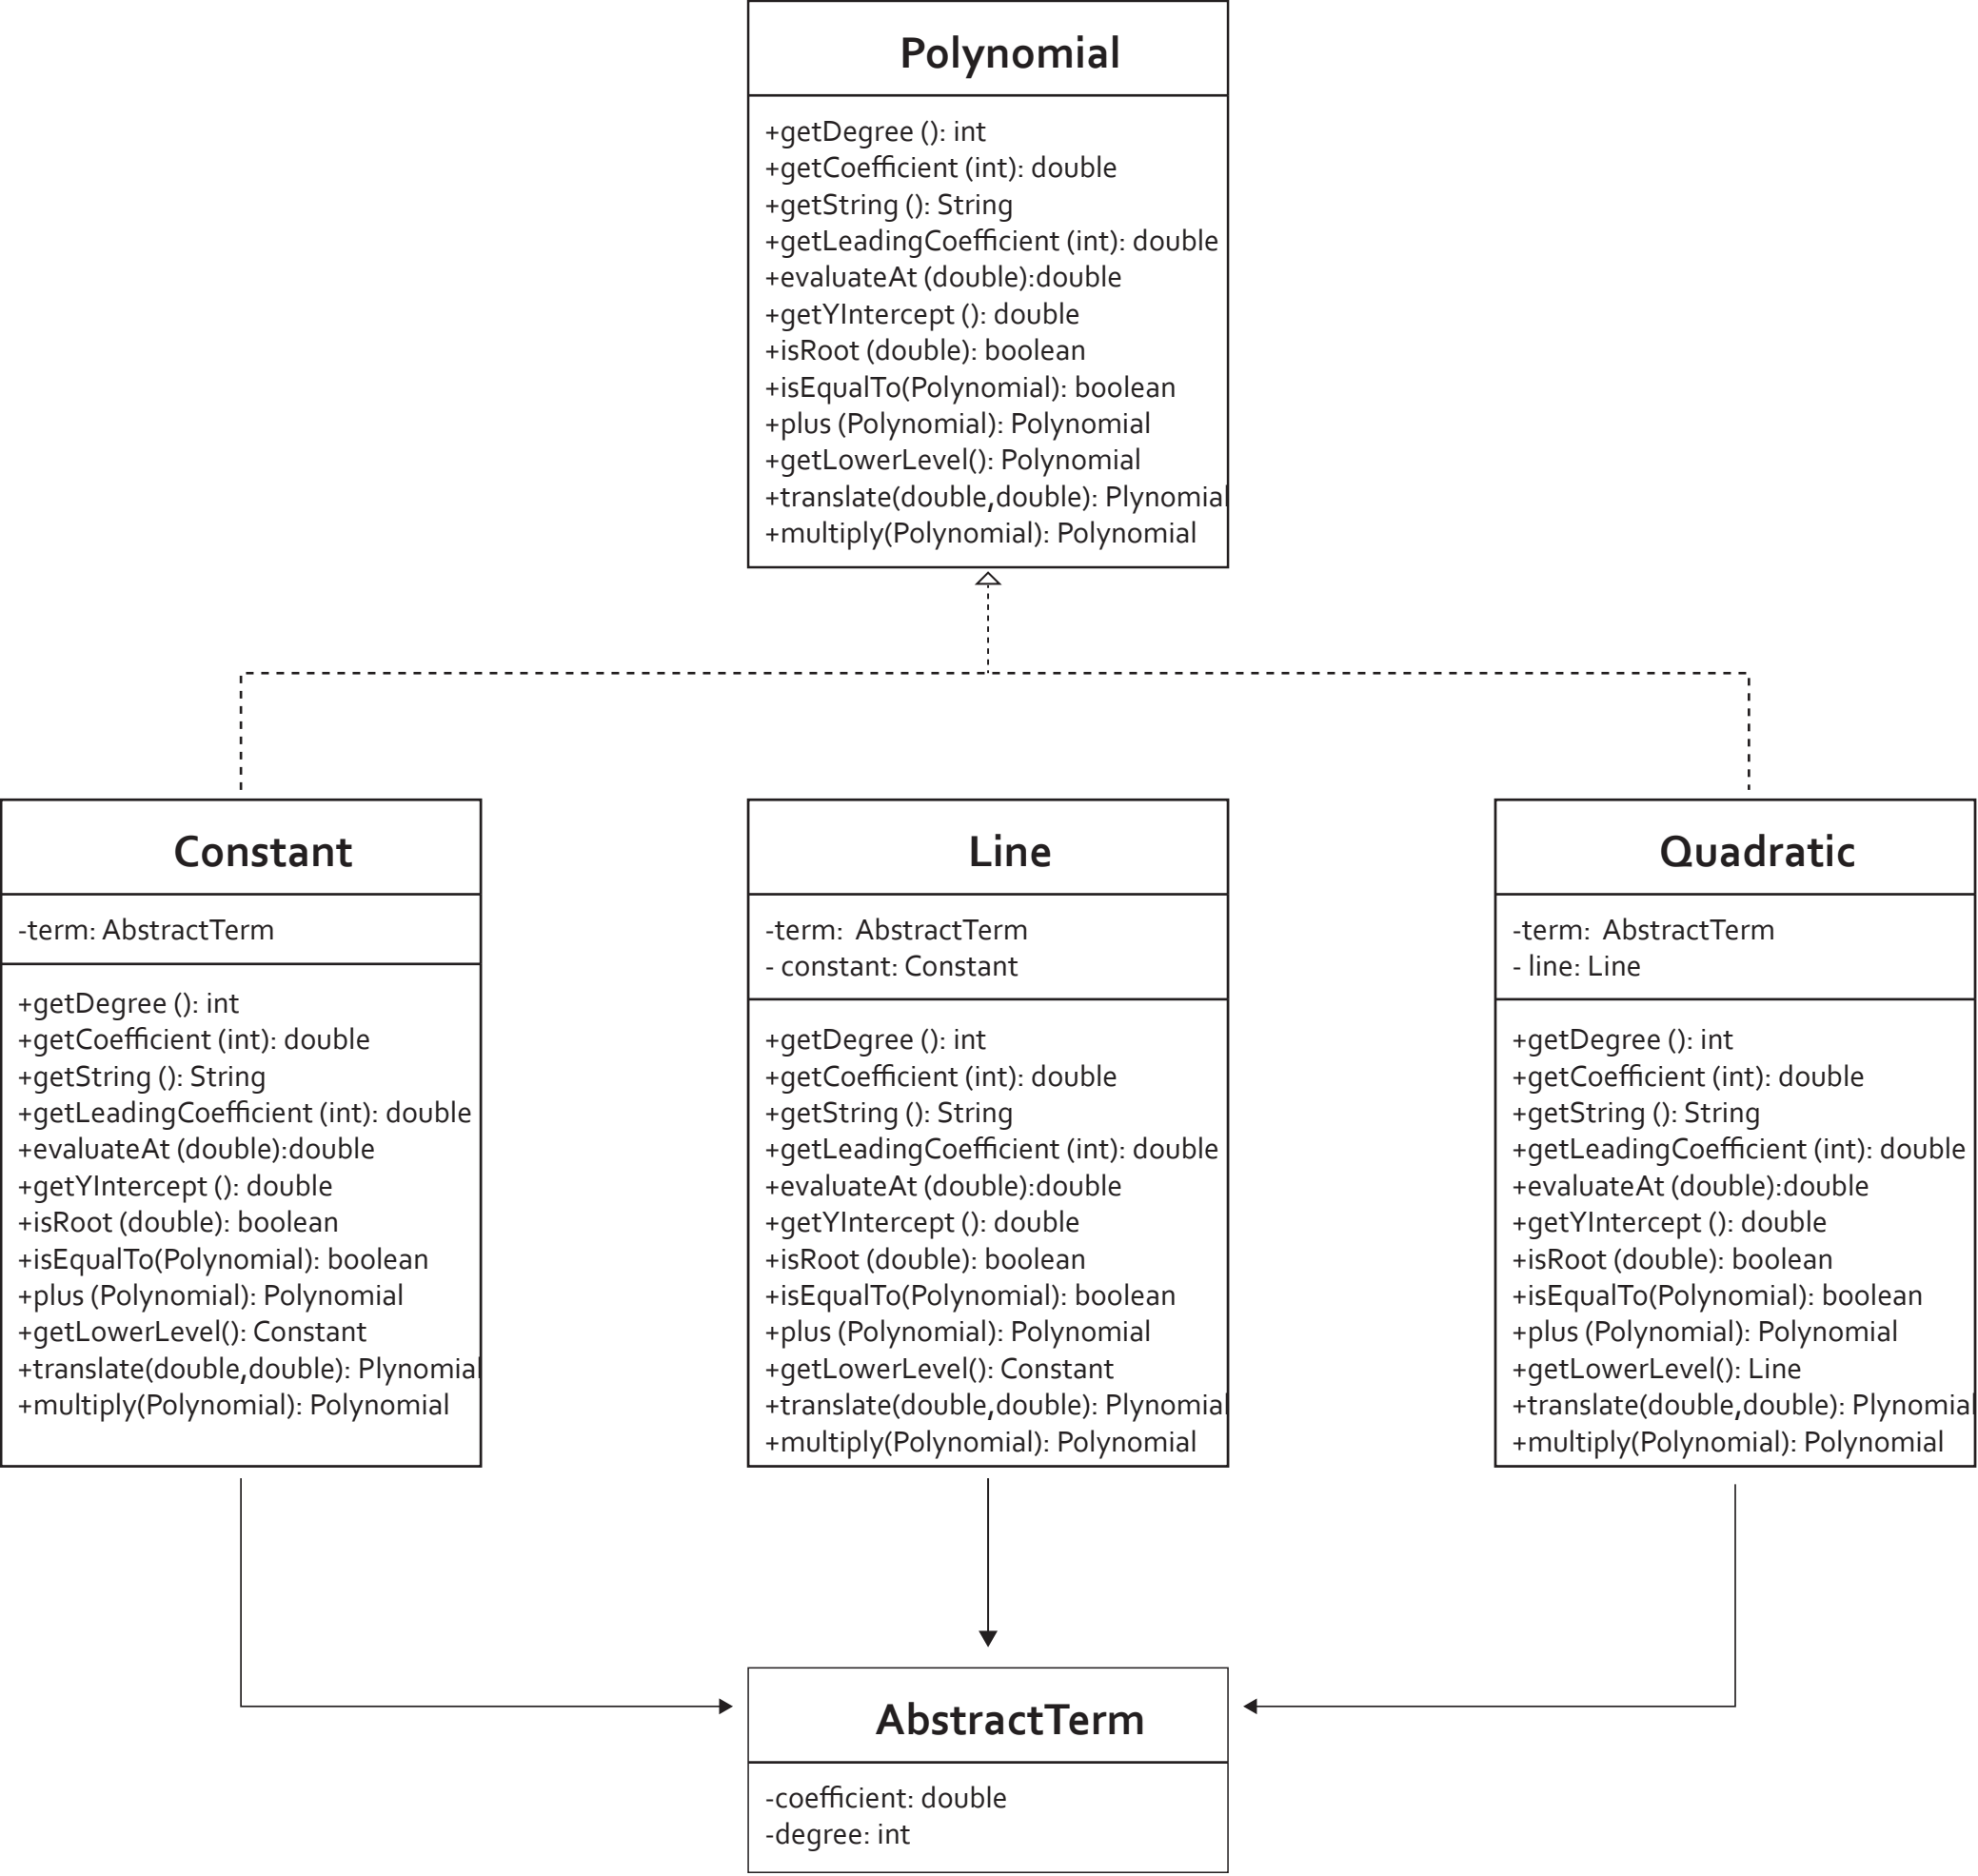 Polynomial
+getDegree (): int
+getCoefficient (int): double
+getString (): String
+getLeadingCoefficient (int): double
+evaluateAt (double):double
+getYIntercept (): double
+isRoot (double): boolean
+isEqualTo(Polynomial): boolean
+plus (Polynomial): Polynomial
+getLowerLevel(): Polynomial
+translate(double,double): Plynomial
+multiply(Polynomial): Polynomial
Constant
-term: AbstractTerm
+getDegree (): int
+getCoefficient (int): double
+getString (): String
+getLeadingCoefficient (int): double
+evaluateAt (double):double
+getYIntercept (): double
+isRoot (double): boolean
+isEqualTo(Polynomial): boolean
+plus (Polynomial): Polynomial
+getLowerLevel(): Constant
+translate(double,double): Plynomial
+multiply(Polynomial): Polynomial
Line
-term: AbstractTerm
- constant: Constant
+getDegree (): int
+getCoefficient (int): double
+getString (): String
+getLeadingCoefficient (int): double
+evaluateAt (double):double
+getYIntercept (): double
+isRoot (double): boolean
+isEqualTo(Polynomial): boolean
+plus (Polynomial): Polynomial
+getLowerLevel(): Constant
+translate(double,double): Plynomial
+multiply(Polynomial): Polynomial
Quadratic
-term: AbstractTerm
- line: Line
+getDegree (): int
+getCoefficient (int): double
+getString (): String
+getLeadingCoefficient (int): double
+evaluateAt (double):double
+getYIntercept (): double
+isRoot (double): boolean
+isEqualTo(Polynomial): boolean
+plus (Polynomial): Polynomial
+getLowerLevel(): Line
+translate(double,double): Plynomial
+multiply(Polynomial): Polynomial
AbstractTerm
-coefficient: double
-degree: int